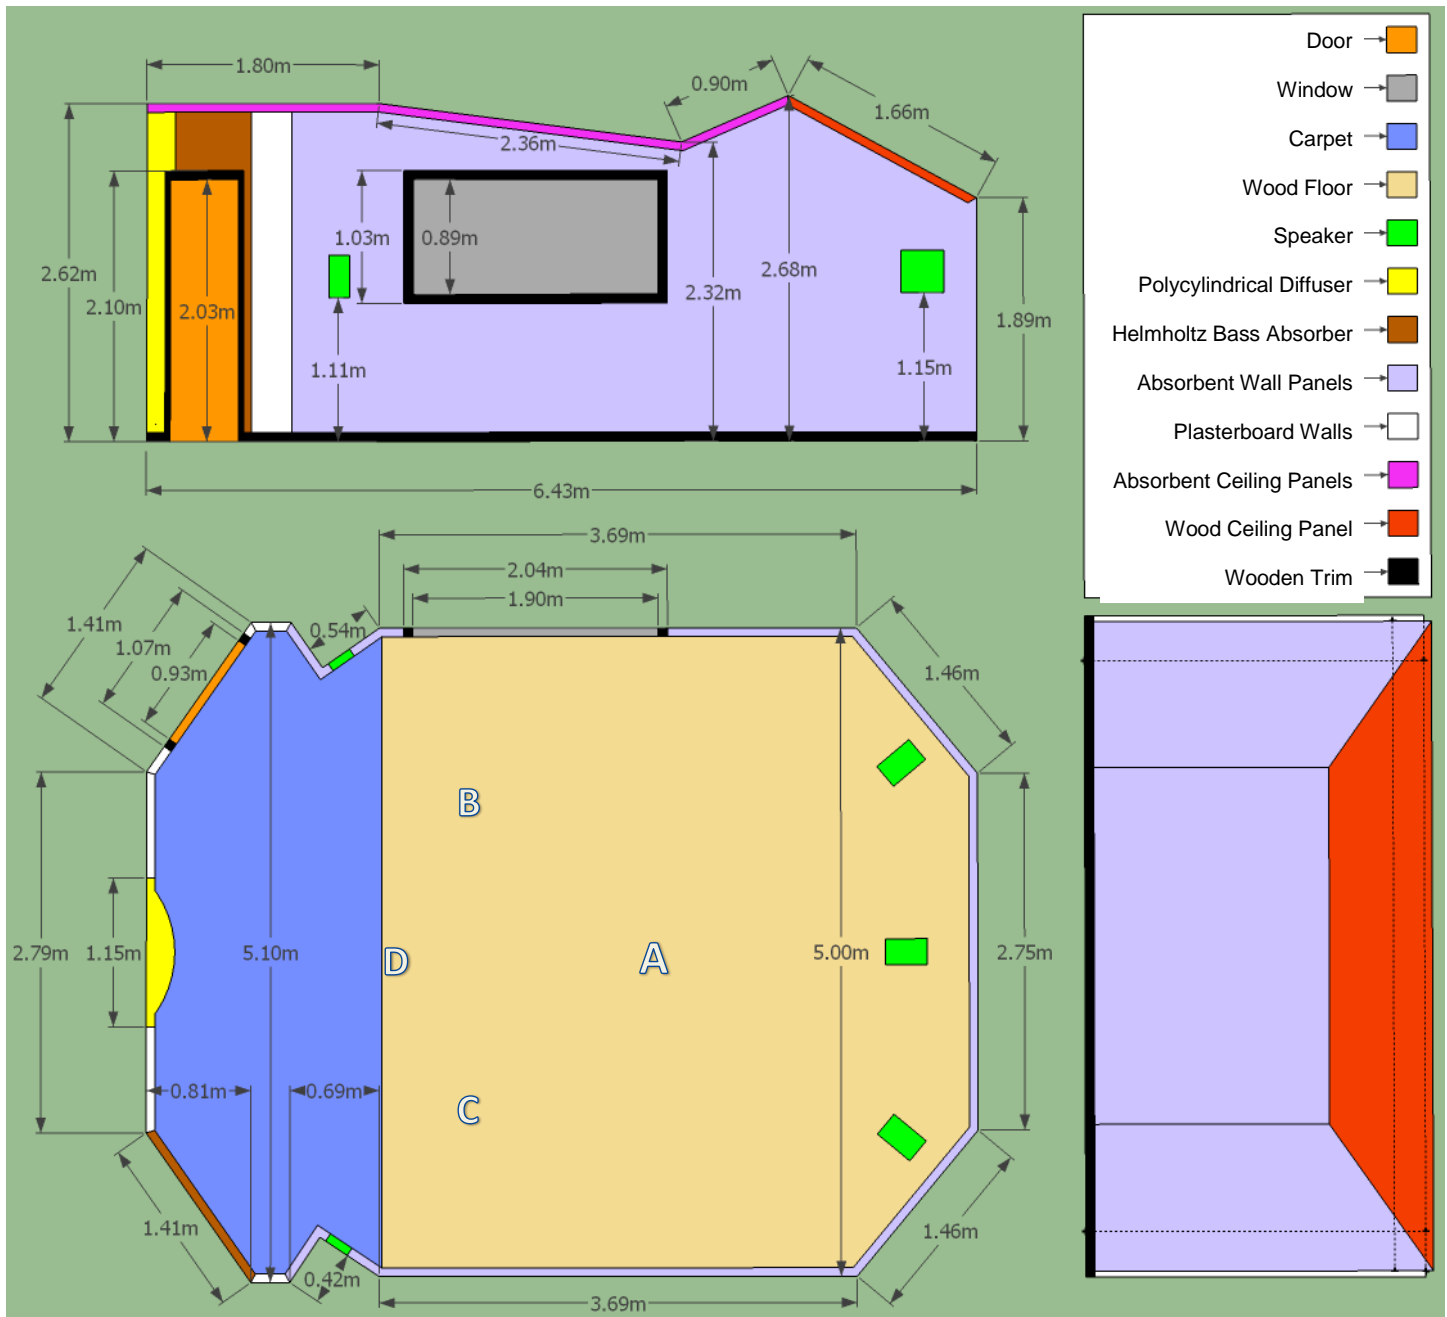 1.80m
0.90m
1.66m
2.36m
1.03m
0.89m
2.62m
2.10m
2.03m
2.68m
2.32m
1.89m
1.11m
1.15m
6.43m
Door
Window
Carpet
Wood Floor
Speaker
Polycylindrical Diffuser
Helmholtz Bass Absorber
Absorbent Wall Panels
Plasterboard Walls
Absorbent Ceiling Panels
Wood Ceiling Panel
Wooden Trim
3.69m
2.04m
1.90m
1.41m
1.07m
0.93m
0.54m
1.46m
B
2.79m
1.15m
5.10m
D
A
5.00m
2.75m
0.81m
0.69m
C
1.41m
0.42m
1.46m
3.69m